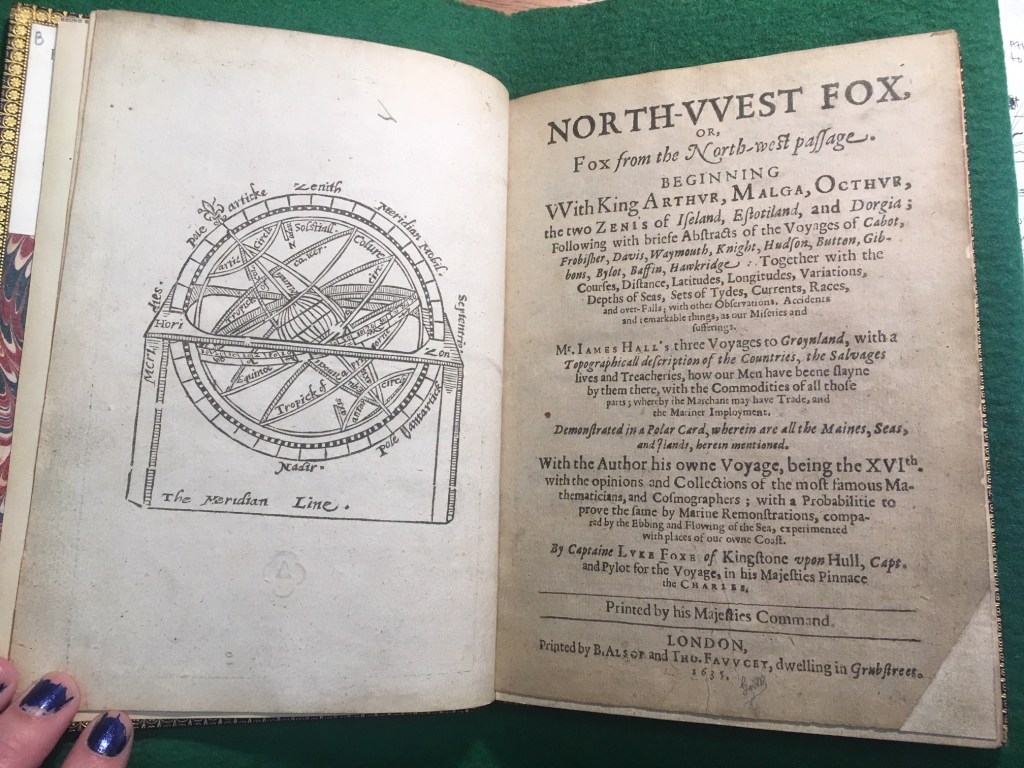 B
Zenith
Pole articke
Meridian Mobil.
Solstitiall.
Colure
Circle
cancer.
Hori
zon
Septemtri
Meri
dies.
Equinoc
Tropick of
circle
Pole Aantartick
Nadir.
The Meridian Line.
NORTH-VVEST FOX,
OR,
Fox from the North-west passage.
BEGINNING
VVith King ARTHVR, MALGA, OCTHVR,
the two ZENIS of Iseland, Estotiland, and Dorgia;
Following with briefe Abstracts of the Voyages of Cabot,
Frobisher, Davis, Waymouth, Knight, Hudson, Button, Gib-
bons, Bylot, Baffin, Hawkridge: Together with the
Courses, Distance, Latitudes, Longitudes, Variations,
Depths of Seas, Sets of Tydes, Currents, Races,
and over-Falls; with other Observations, Accidents
and remarkable things, as our Miseries and
sufferings.
Mr. IAMES HALL's three Voyages to Groynland, with a
Topographicall description of the Countries, the Salvages
lives and Treacheries, how our Men have beene slayne
by them there, with the Commodities of all those
parts; whereby the Marchant may have Trade, and
the Mariner Imployment.
Demonstrated in a Polar Card, wherein are all the Maines, Seas,
and Ilands, herein mentioned.
With the Author his owne Voyage, being the XVIth.
with the opinions and Collections of the most famous Ma-
thematicians, and Cosmographers; with a Probabilitie to
prove the same by Marine Remonstrations, compa-
red by the Ebbing and Flowing of the Sea, experimented
with places of our owne Coast.
By Captaine LVKE FOXE of Kingstone vpon Hull, Capt.
and Pylot for the Voyage, in his Majesties Pinnace
the CHARLES.
Printed by his Majesties Command.
LONDON,
Printed by B. ALSOP and THO. FAVVCET, dwelling in Grubstreet.
1635.